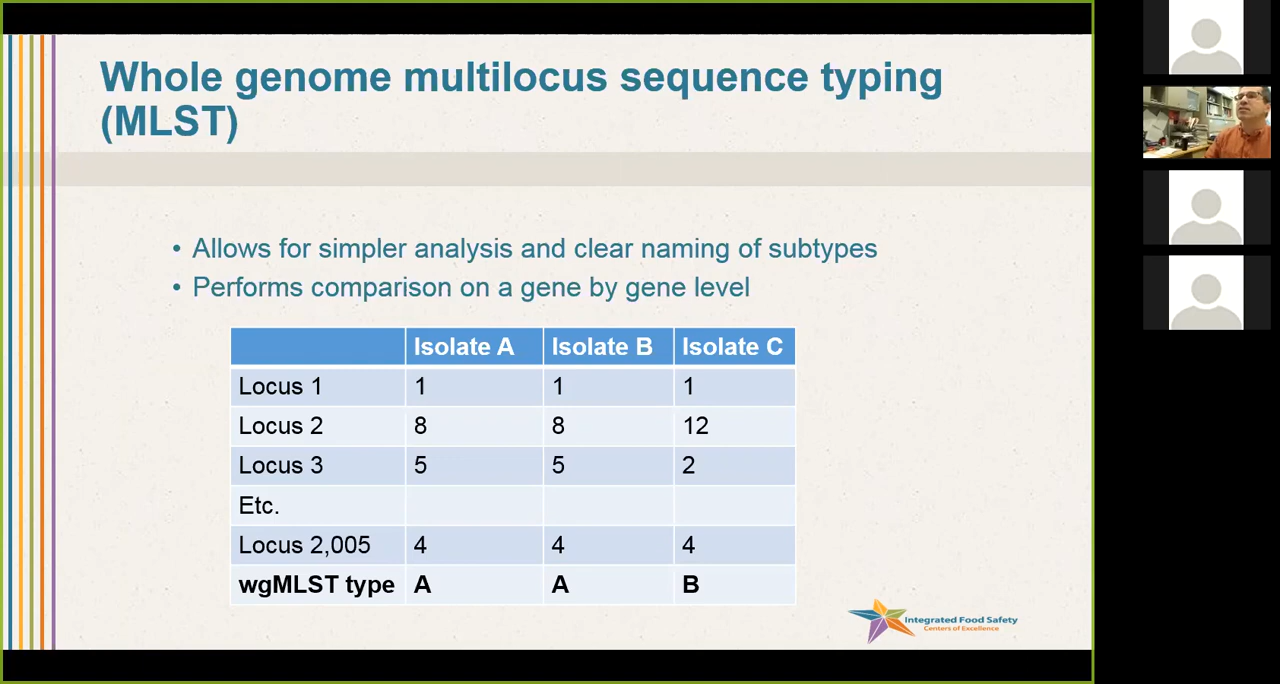 Whole genome multilocus sequence typing
(MLST)
• Allows for simpler analysis and clear naming of subtypes
• Performs comparison on a gene by gene level
Isolate A Isolate B Isolate C
Locus 1 1 1 1
Locus 2 8 8 12
Locus 3 5 5 2
Etc.
Locus 2,005 4 4 4
wgMLST type A A B
Integrated Food Safety
Centers of Excellence